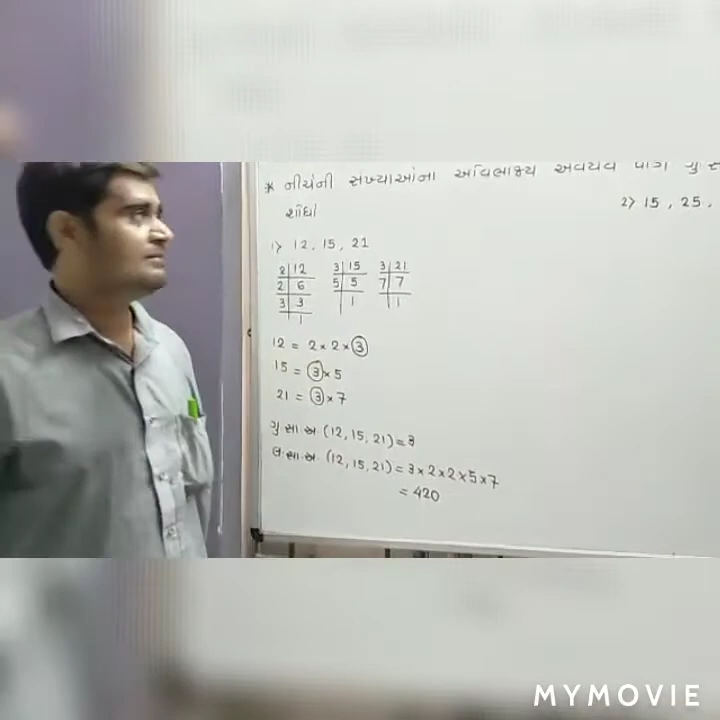 * નીચેની સંખ્યાઓના અવિભાજ્ય અવયવ પાડી ગુ.સ
શોધો
1> 12, 15, 21
2> 15, 25,
2 | 12
2 | 6
3 | 3
1
3 | 15
5 | 5
1
3 | 21
7 | 7
1
12 = 2 × 2 × 3
15 = 3 × 5
21 = 3 × 7
ગુ.સા.અ (12, 15, 21) = 3
લ.સા.અ (12, 15, 21) = 3 × 2 × 2 × 5 × 7
= 420
MYMOVIE